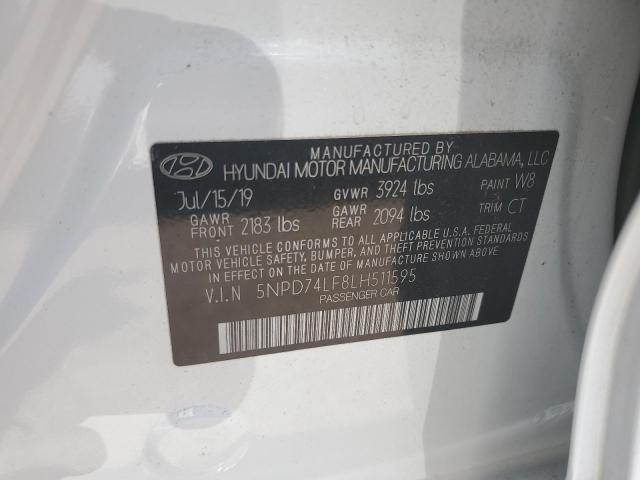 MANUFACTURED BY
HYUNDAI MOTOR MANUFACTURING ALABAMA, LLC
Jul/15/19 GVWR 3924 lbs PAINT W8
GAWR FRONT 2183 lbs GAWR REAR 2094 lbs TRIM CT
THIS VEHICLE CONFORMS TO ALL APPLICABLE U.S.A. FEDERAL
MOTOR VEHICLE SAFETY, BUMPER, AND THEFT PREVENTION STANDARDS
IN EFFECT ON THE DATE OF MANUFACTURE SHOWN ABOVE.
V.I.N 5NPD74LF8LH511595
PASSENGER CAR